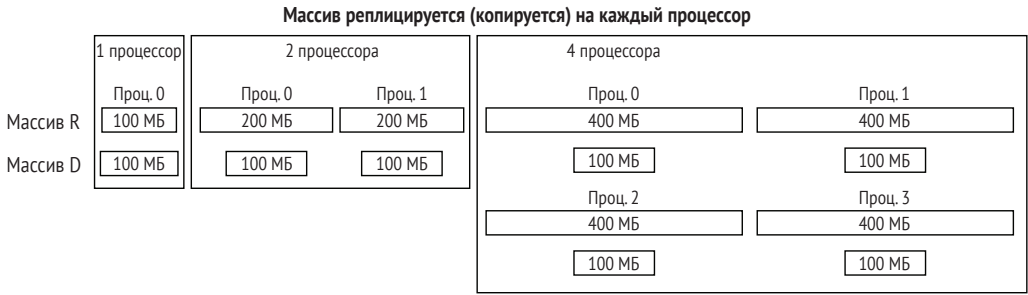 Массив реплицируется (копируется) на каждый процессор
1 процессор 2 процессора 4 процессора
Проц. 0 Проц. 0 Проц. 1 Проц. 0 Проц. 1
Массив R 100 МБ 200 МБ 200 МБ 400 МБ 400 МБ
Массив D 100 МБ 100 МБ 100 МБ 100 МБ 100 МБ
Проц. 2 Проц. 3
400 МБ 400 МБ
100 МБ 100 МБ